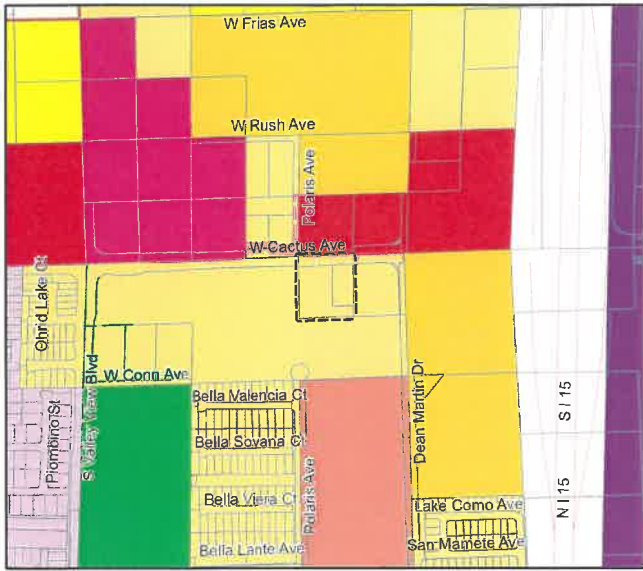 W Frias Ave
W Rush Ave
Polaris Ave
W Cactus Ave
Ohrid Lake Ct
S Valley View Blvd
W Conn Ave
Piombino St
Bella Valencia Ct
Bella Sovana Ct
Bella Viera Ct
Bella Lante Ave
Polaris Ave
Dean Martin Dr
Lake Como Ave
San Mamete Ave
N I 15
S I 15